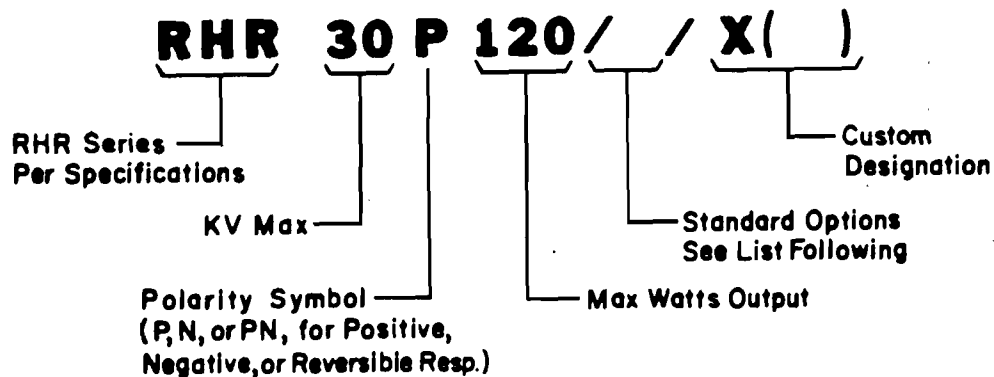 RHR 30 P 120 / / X( )
RHR Series
Per Specifications
Custom
Designation
KV Max
Standard Options
See List Following
Polarity Symbol
(P, N, or PN, for Positive,
Negative, or Reversible Resp.)
Max Watts Output